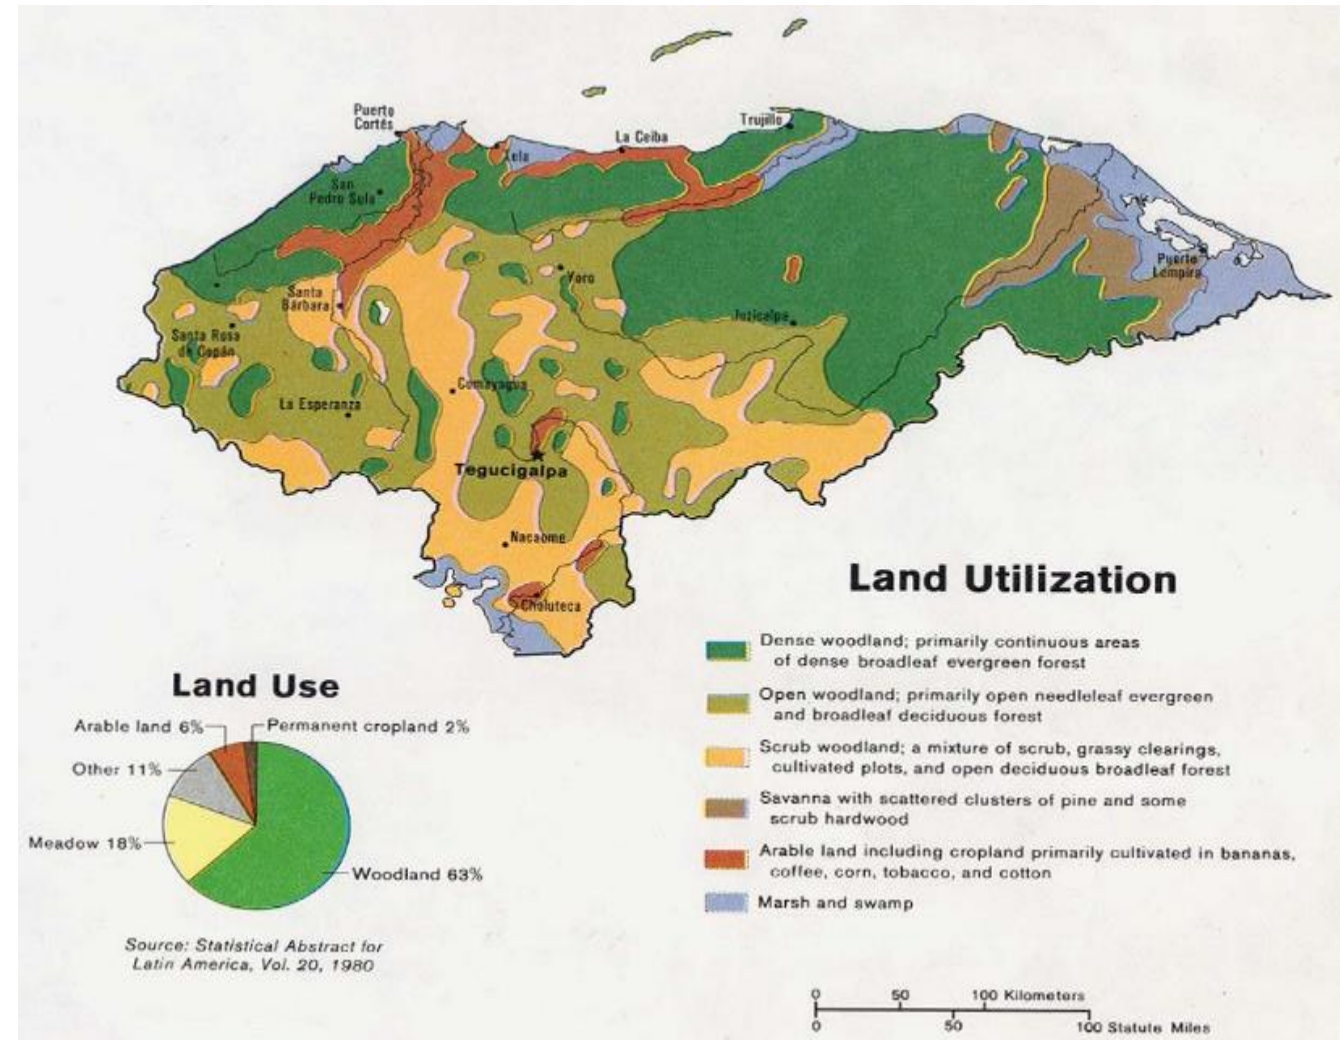 Puerto
Cortés
Tela
La Ceiba
Trujillo
San
Pedro Sula
Puerto
Lempira
Santa
Bárbara
Yoro
Juticalpa
Santa Rosa
de Copán
La Esperanza
Comayagua
Tegucigalpa
Nacaome
Choluteca
Land Utilization
Dense woodland; primarily continuous areas
of dense broadleaf evergreen forest
Open woodland; primarily open needleleaf evergreen
and broadleaf deciduous forest
Scrub woodland; a mixture of scrub, grassy clearings,
cultivated plots, and open deciduous broadleaf forest
Savanna with scattered clusters of pine and some
scrub hardwood
Arable land including cropland primarily cultivated in bananas,
coffee, corn, tobacco, and cotton
Marsh and swamp
Land Use
Arable land 6%
Permanent cropland 2%
Other 11%
Meadow 18%
Woodland 63%
Source: Statistical Abstract for
Latin America, Vol. 20, 1980
0 50 100 Kilometers
0 50 100 Statute Miles